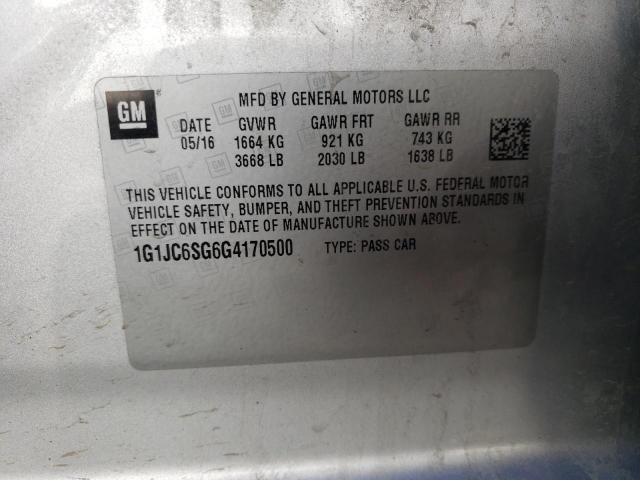 GM
MFD BY GENERAL MOTORS LLC
DATE GVWR GAWR FRT GAWR RR
05/16 1664 KG 921 KG 743 KG
3668 LB 2030 LB 1638 LB
THIS VEHICLE CONFORMS TO ALL APPLICABLE U.S. FEDERAL MOTOR
VEHICLE SAFETY, BUMPER, AND THEFT PREVENTION STANDARDS IN
EFFECT ON THE DATE OF MANUFACTURE SHOWN ABOVE.
1G1JC6SG6G4170500 TYPE: PASS CAR